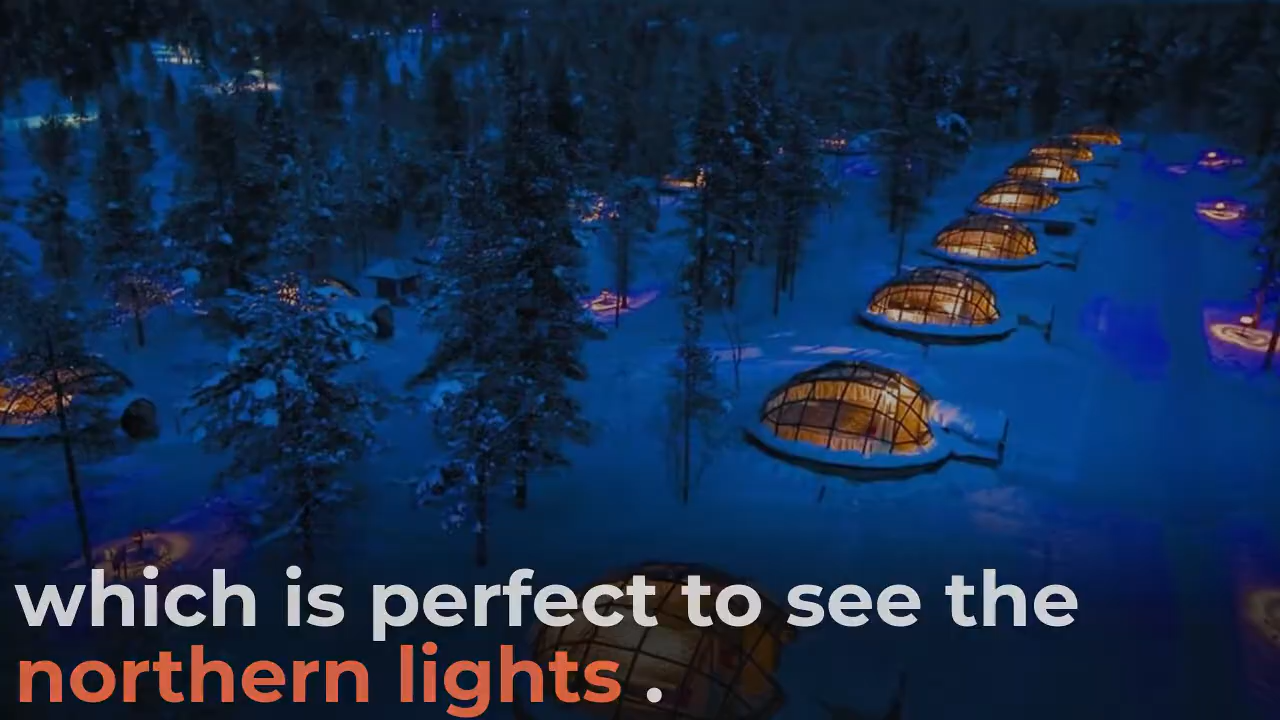 which is perfect to see the
northern lights .